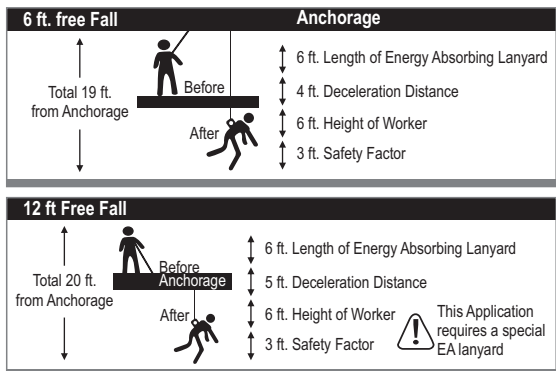 6 ft. free Fall
Anchorage
Total 19 ft.
from Anchorage
Before
After
6 ft. Length of Energy Absorbing Lanyard
4 ft. Deceleration Distance
6 ft. Height of Worker
3 ft. Safety Factor
12 ft Free Fall
Total 20 ft.
from Anchorage
Before
Anchorage
After
6 ft. Length of Energy Absorbing Lanyard
5 ft. Deceleration Distance
6 ft. Height of Worker
3 ft. Safety Factor
This Application
requires a special
EA lanyard